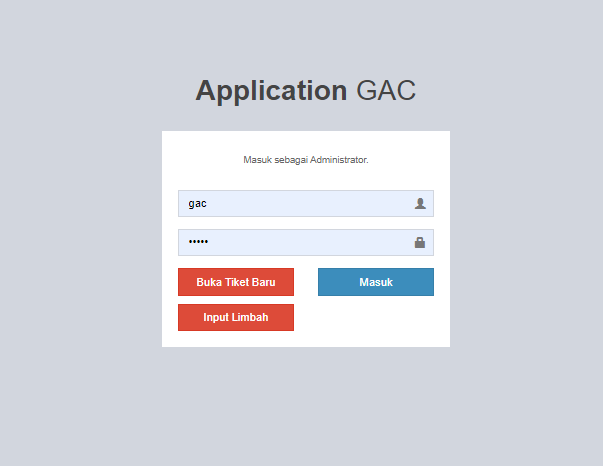 Application GAC
Masuk sebagai Administrator.
gac
•••••
Buka Tiket Baru
Masuk
Input Limbah